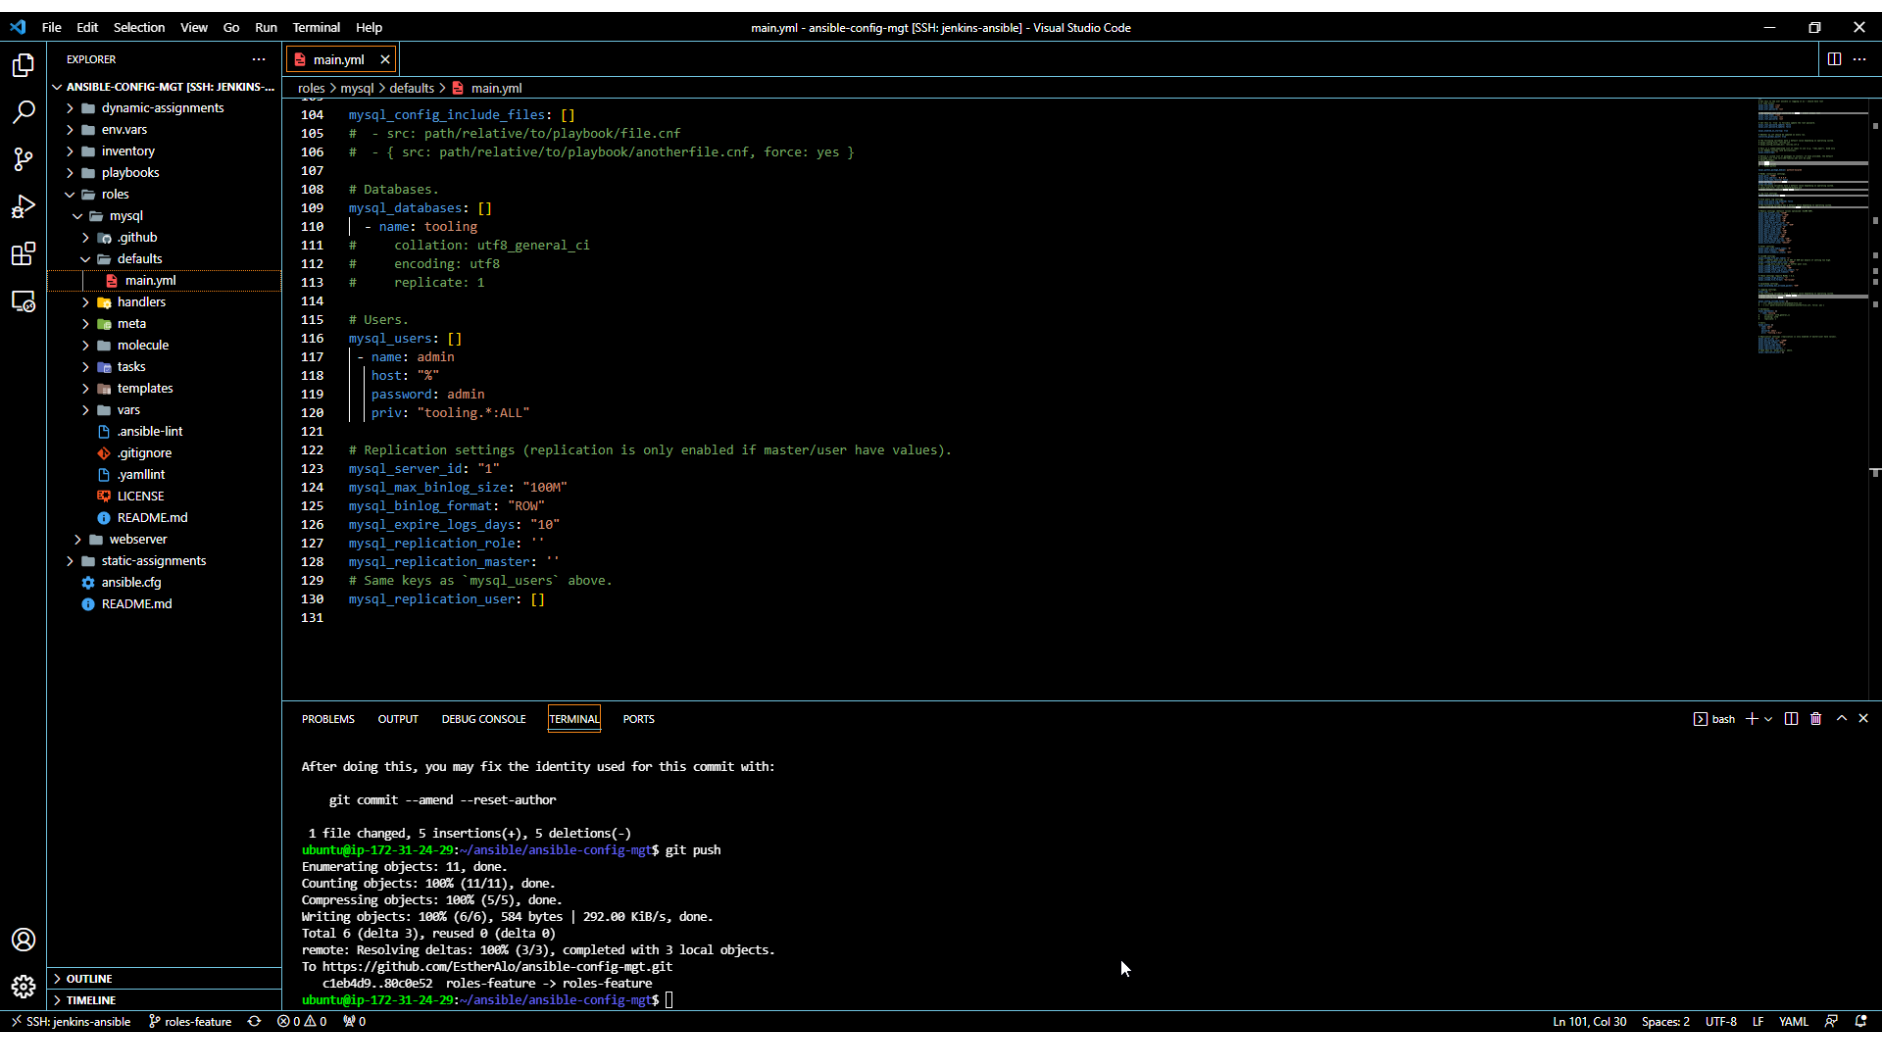 File Edit Selection View Go Run Terminal Help
main.yml - ansible-config-mgt [SSH: jenkins-ansible] - Visual Studio Code
EXPLORER
ANSIBLE-CONFIG-MGT [SSH: JENKINS-...
dynamic-assignments
env.vars
inventory
playbooks
roles
mysql
.github
defaults
main.yml
handlers
meta
molecule
tasks
templates
vars
.ansible-lint
.gitignore
.yamllint
LICENSE
README.md
webserver
static-assignments
ansible.cfg
README.md
OUTLINE
TIMELINE
main.yml
roles > mysql > defaults > main.yml
104 mysql_config_include_files: []
105 #  - src: path/relative/to/playbook/file.cnf
106 #  - { src: path/relative/to/playbook/anotherfile.cnf, force: yes }
107
108 # Databases.
109 mysql_databases: []
110   - name: tooling
111 #     collation: utf8_general_ci
112 #     encoding: utf8
113 #     replicate: 1
114
115 # Users.
116 mysql_users: []
117  - name: admin
118    host: "%"
119    password: admin
120    priv: "tooling.*:ALL"
121
122 # Replication settings (replication is only enabled if master/user have values).
123 mysql_server_id: "1"
124 mysql_max_binlog_size: "100M"
125 mysql_binlog_format: "ROW"
126 mysql_expire_logs_days: "10"
127 mysql_replication_role: ''
128 mysql_replication_master: ''
129 # Same keys as `mysql_users` above.
130 mysql_replication_user: []
131
PROBLEMS OUTPUT DEBUG CONSOLE TERMINAL PORTS
bash
After doing this, you may fix the identity used for this commit with:
git commit --amend --reset-author
1 file changed, 5 insertions(+), 5 deletions(-)
ubuntu@ip-172-31-24-29:~/ansible/ansible-config-mgt$ git push
Enumerating objects: 11, done.
Counting objects: 100% (11/11), done.
Compressing objects: 100% (5/5), done.
Writing objects: 100% (6/6), 584 bytes | 292.00 KiB/s, done.
Total 6 (delta 3), reused 0 (delta 0)
remote: Resolving deltas: 100% (3/3), completed with 3 local objects.
To https://github.com/EstherAlo/ansible-config-mgt.git
c1eb4d9..80c0e52  roles-feature -> roles-feature
ubuntu@ip-172-31-24-29:~/ansible/ansible-config-mgt$
SSH: jenkins-ansible roles-feature 0 0 0
Ln 101, Col 30 Spaces: 2 UTF-8 LF YAML